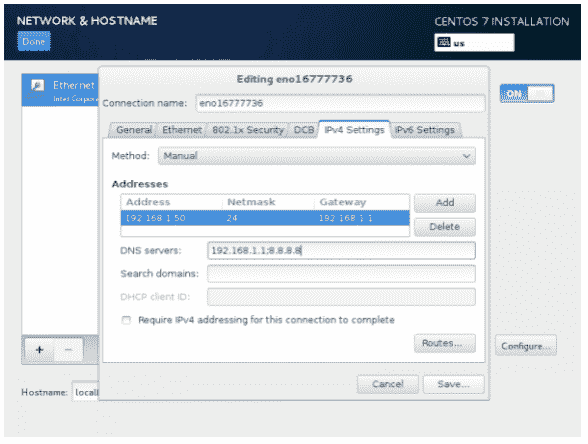 NETWORK & HOSTNAME
CENTOS 7 INSTALLATION
Done
us
Editing eno16777736
Ethernet
Intel Corpora
ON
Connection name: eno16777736
General Ethernet 802.1x Security DCB IPv4 Settings IPv6 Settings
Method: Manual
Addresses
Address Netmask Gateway
192.168.1.50 24 192.168.1.1
Add
Delete
DNS servers: 192.168.1.1;8.8.8.8
Search domains:
DHCP client ID:
Require IPv4 addressing for this connection to complete
Routes...
+ −
Configure...
Cancel Save...
Hostname: locall